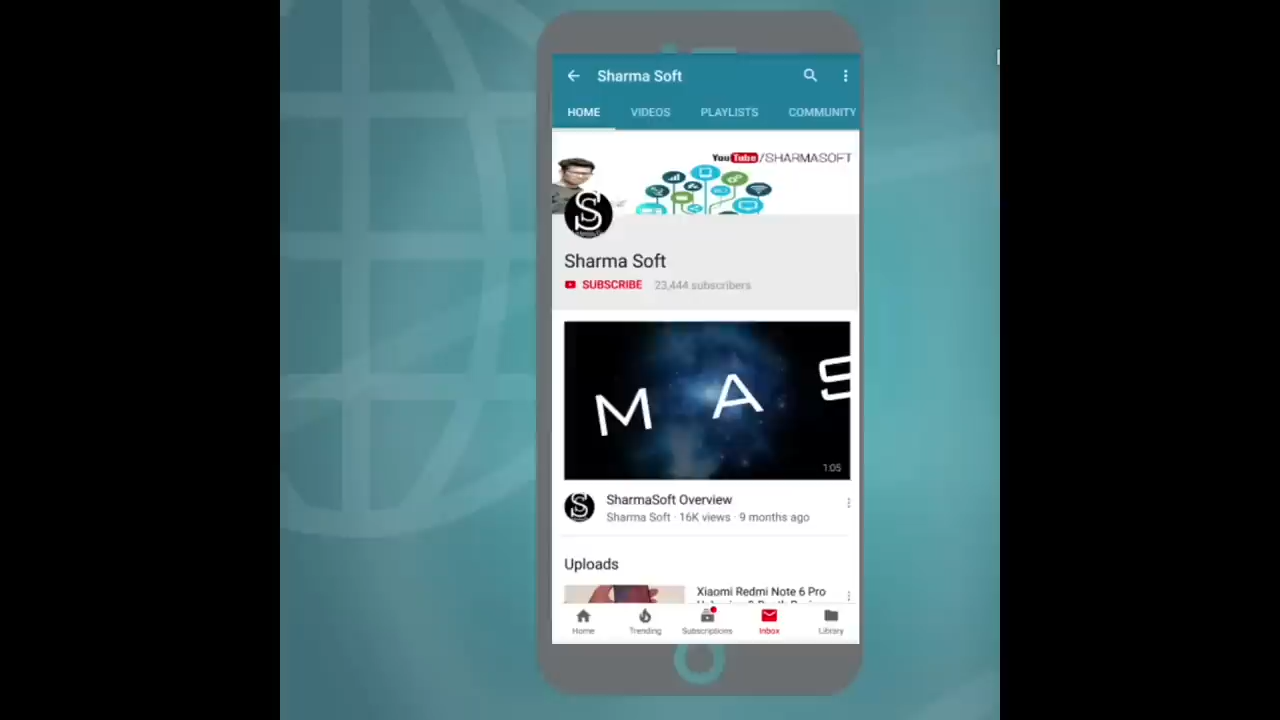 Sharma Soft
HOME VIDEOS PLAYLISTS COMMUNITY
YouTube/SHARMASOFT
S
Sharma Soft
SUBSCRIBE 23,444 subscribers
M A S
1:05
S
SharmaSoft Overview
Sharma Soft · 16K views · 9 months ago
Uploads
Xiaomi Redmi Note 6 Pro
Home Trending Subscriptions Inbox Library